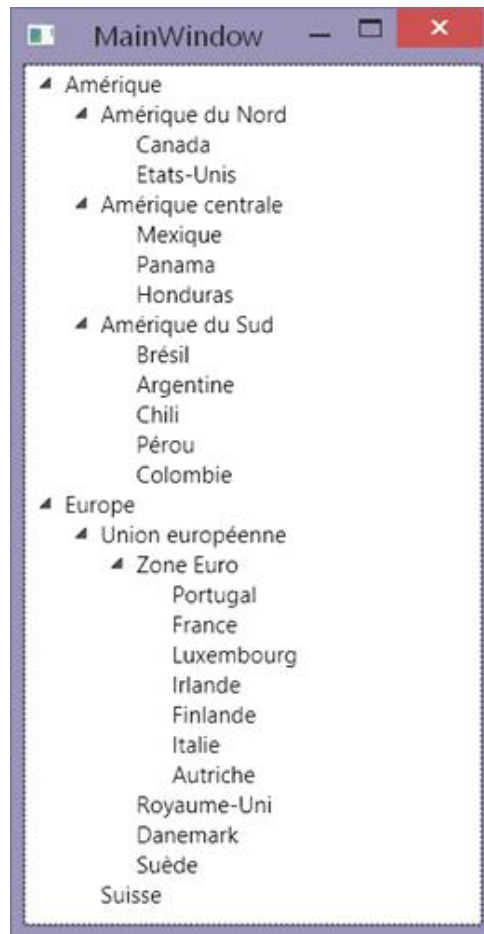 MainWindow
Amérique
Amérique du Nord
Canada
Etats-Unis
Amérique centrale
Mexique
Panama
Honduras
Amérique du Sud
Brésil
Argentine
Chili
Pérou
Colombie
Europe
Union européenne
Zone Euro
Portugal
France
Luxembourg
Irlande
Finlande
Italie
Autriche
Royaume-Uni
Danemark
Suède
Suisse